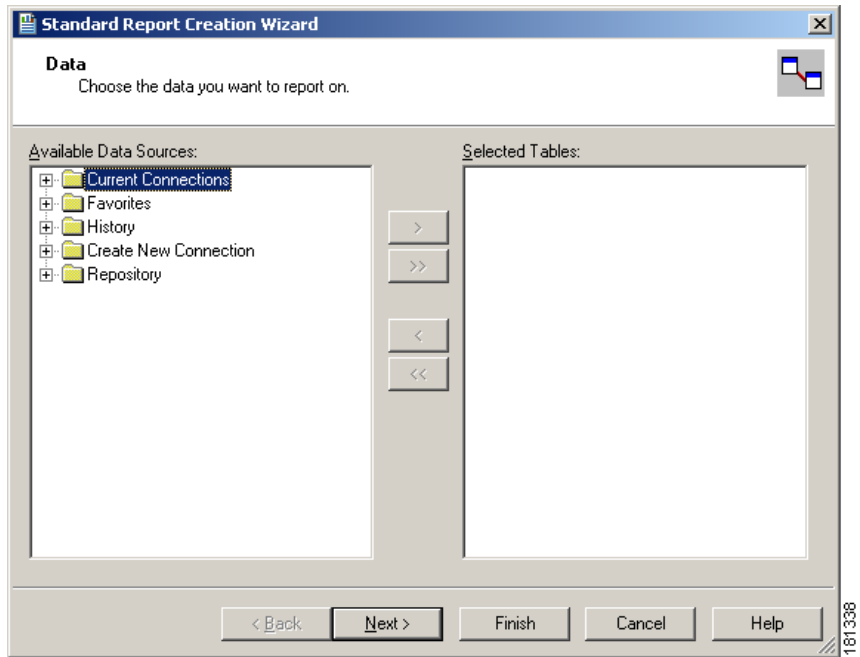 Standard Report Creation Wizard
Data
Choose the data you want to report on.
Available Data Sources:
Selected Tables:
Current Connections
Favorites
History
Create New Connection
Repository
>
>>
<
<<
< Back
Next >
Finish
Cancel
Help
181338